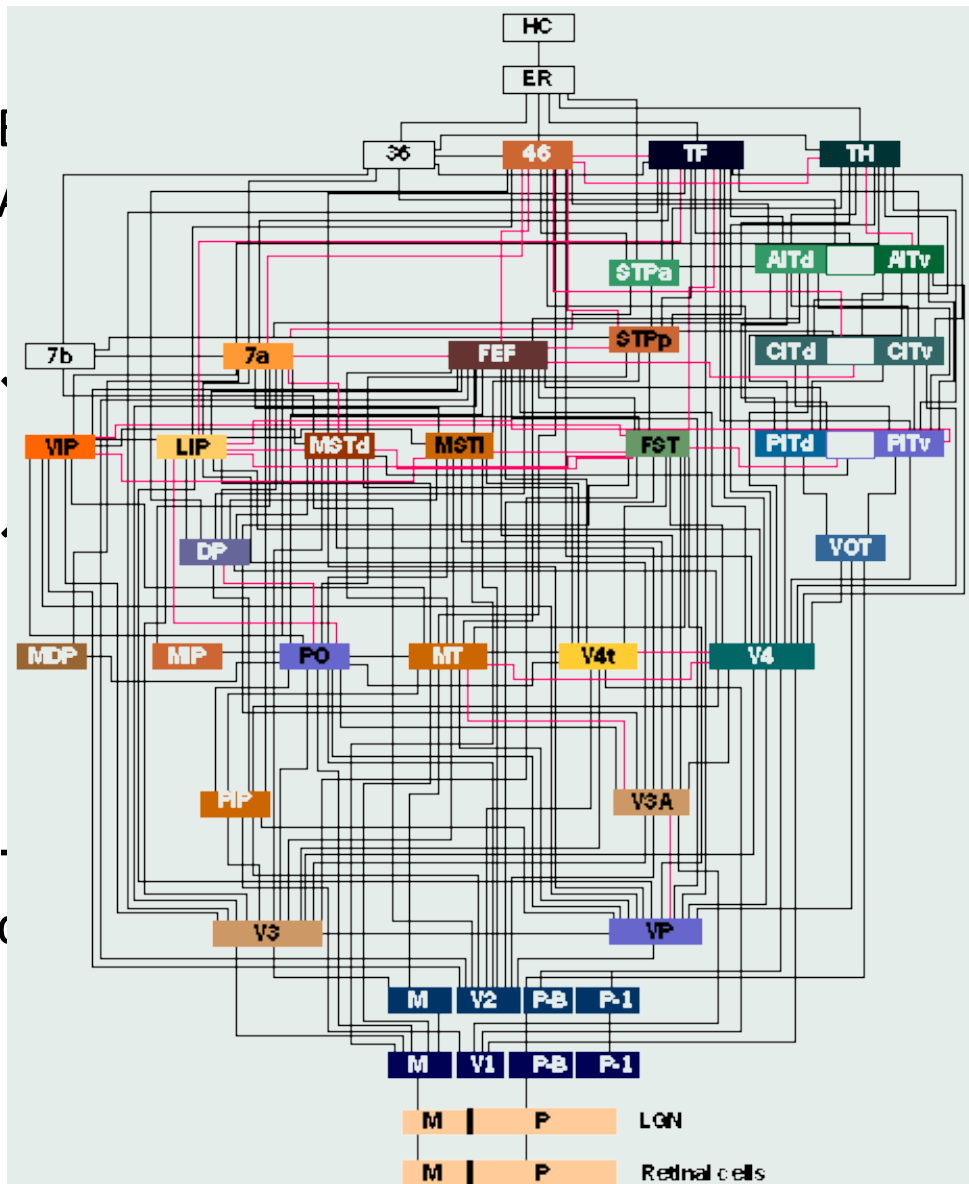 HC
ER
36 46 TF TH
STPa AITd AITv
7b 7a FEF STPp CITd CITv
VIP LIP MSTd MSTl FST PITd PITv
DP VOT
MDP MIP PO MT V4t V4
PIP V3A
V3 VP
M V2 P-B P-1
M V1 P-B P-1
M P LGN
M P Retinal cells